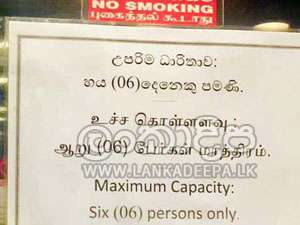 NO SMOKING
புகைத்தல் கூடாது
උපරිම ධාරිතාව:
හය (06)දෙනෙකු පමණි.
உச்ச கொள்ளளவு :
ஆறு (06) பேர்கள் மாத்திரம்.
WWW.LANKADEEPA.LK
Maximum Capacity:
Six (06) persons only.